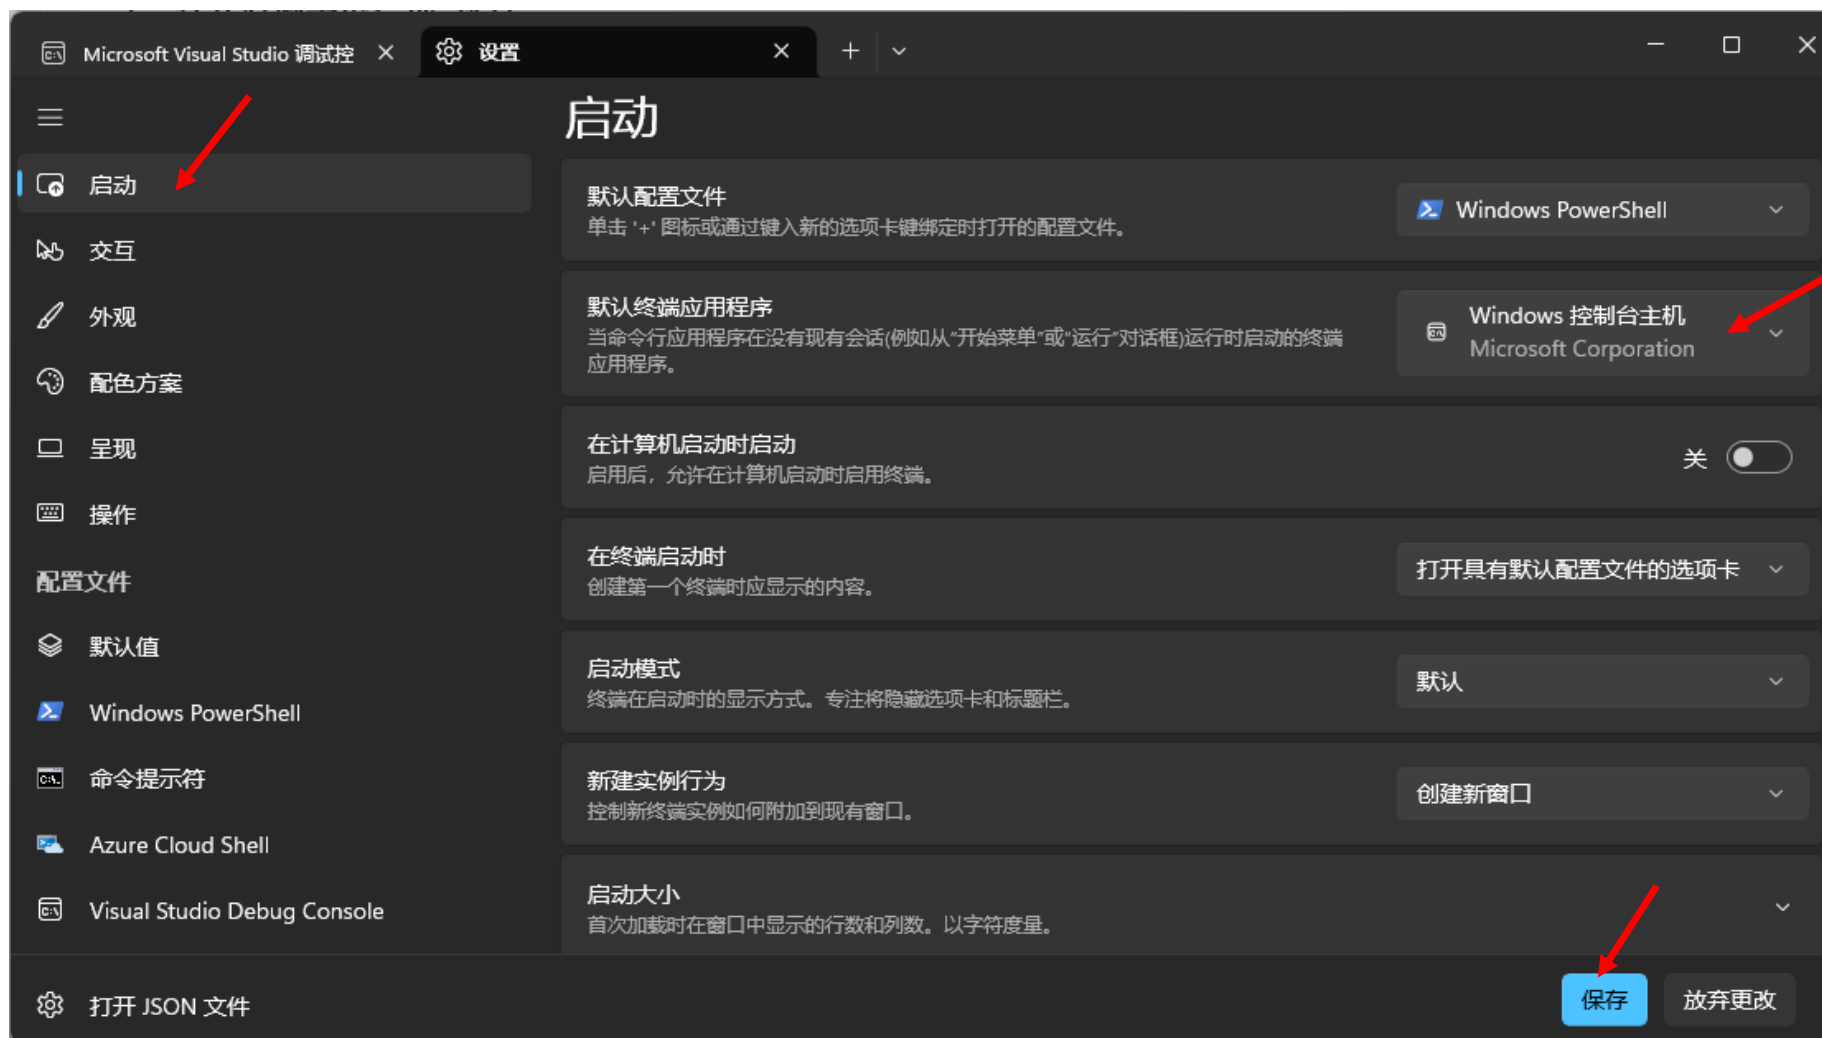 Microsoft Visual Studio 调试控
设置
启动
启动
交互
外观
配色方案
呈现
操作
配置文件
默认值
Windows PowerShell
命令提示符
Azure Cloud Shell
Visual Studio Debug Console
打开 JSON 文件
默认配置文件
单击 '+' 图标或通过键入新的选项卡键绑定时打开的配置文件。
Windows PowerShell
默认终端应用程序
当命令行应用程序在没有现有会话(例如从“开始菜单”或“运行”对话框)运行时启动的终端
应用程序。
Windows 控制台主机
Microsoft Corporation
在计算机启动时启动
启用后，允许在计算机启动时启用终端。
关
在终端启动时
创建第一个终端时应显示的内容。
打开具有默认配置文件的选项卡
启动模式
终端在启动时的显示方式。专注将隐藏选项卡和标题栏。
默认
新建实例行为
控制新终端实例如何附加到现有窗口。
创建新窗口
启动大小
首次加载时在窗口中显示的行数和列数。以字符度量。
保存
放弃更改